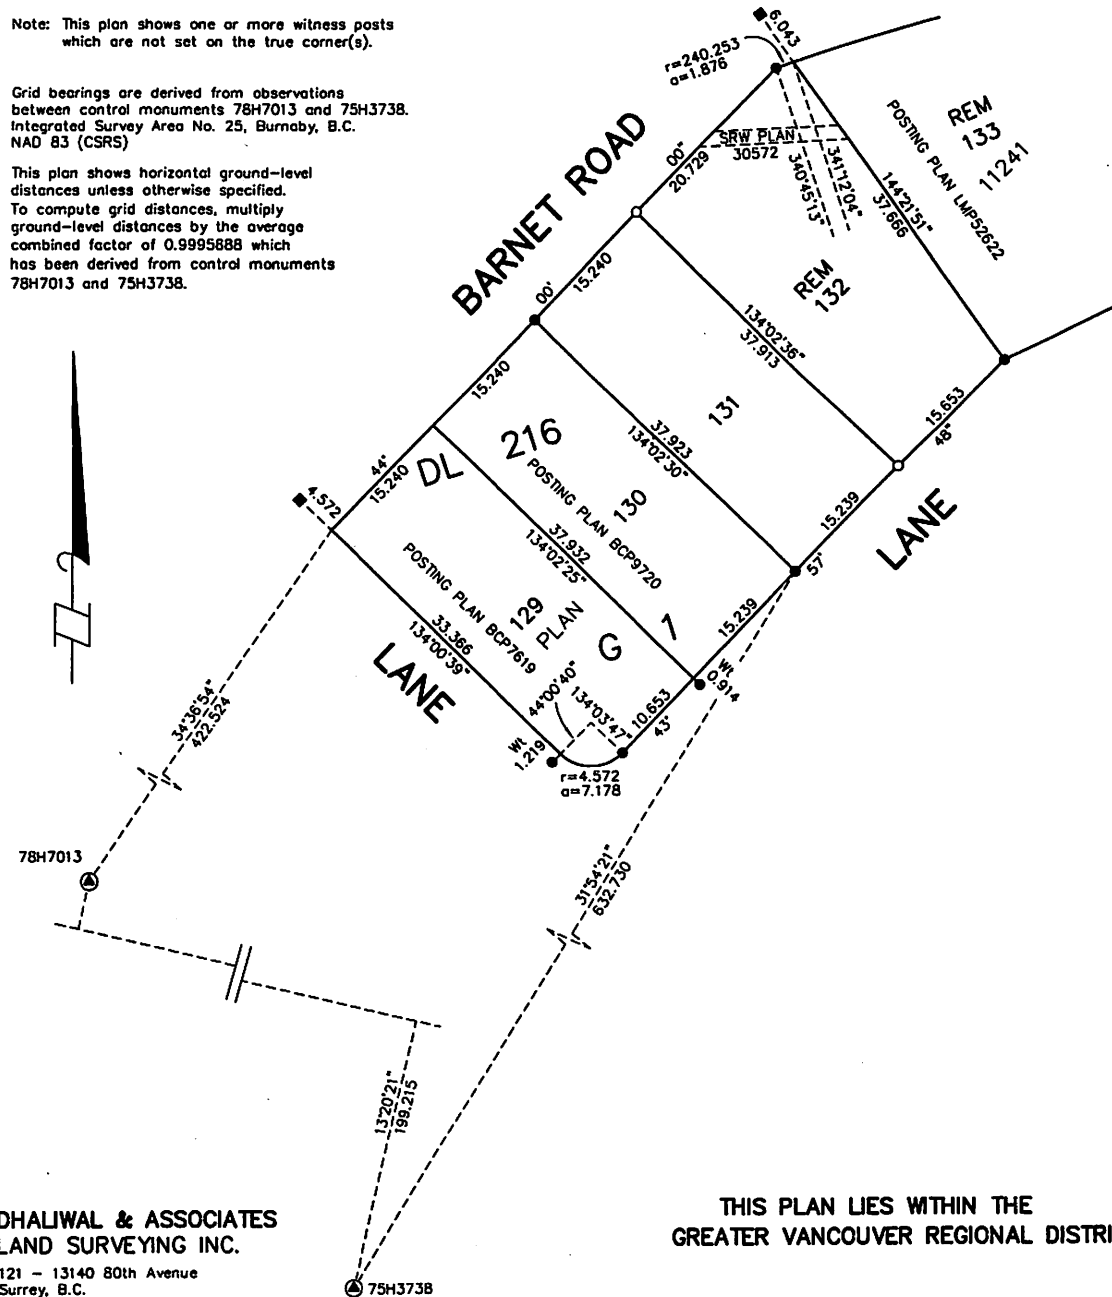 Note: This plan shows one or more witness posts
which are not set on the true corner(s).
Grid bearings are derived from observations
between control monuments 78H7013 and 75H3738.
Integrated Survey Area No. 25, Burnaby, B.C.
NAD 83 (CSRS)
This plan shows horizontal ground-level
distances unless otherwise specified.
To compute grid distances, multiply
ground-level distances by the average
combined factor of 0.9995888 which
has been derived from control monuments
78H7013 and 75H3738.
6.043
r=240.253
a=1.876
BARNET ROAD
00"
20.729
SRW PLAN
30572
340°45'13"
341°12'04"
144°21'51"
37.666
POSTING PLAN LMP52622
REM
133
11241
REM
132
00'
15.240
134°02'36"
37.913
15.653
48"
131
15.240
37.923
134°02'30"
15.239
LANE
57'
44°
15.240
4.572
DL
216
POSTING PLAN BCP9720
130
37.932
134°02'25"
15.239
POSTING PLAN BCP7619
129
PLAN
G
1
33.366
134°00'39"
LANE
44°00'40"
134°03'47"
10.653
43'
Wt
0.914
Wt
1.219
r=4.572
a=7.178
34°36'54"
422.524
78H7013
31°54'21"
632.730
13°20'21"
199.215
75H3738
DHALIWAL & ASSOCIATES
LAND SURVEYING INC.
121 - 13140 80th Avenue
Surrey, B.C.
THIS PLAN LIES WITHIN THE
GREATER VANCOUVER REGIONAL DISTRI